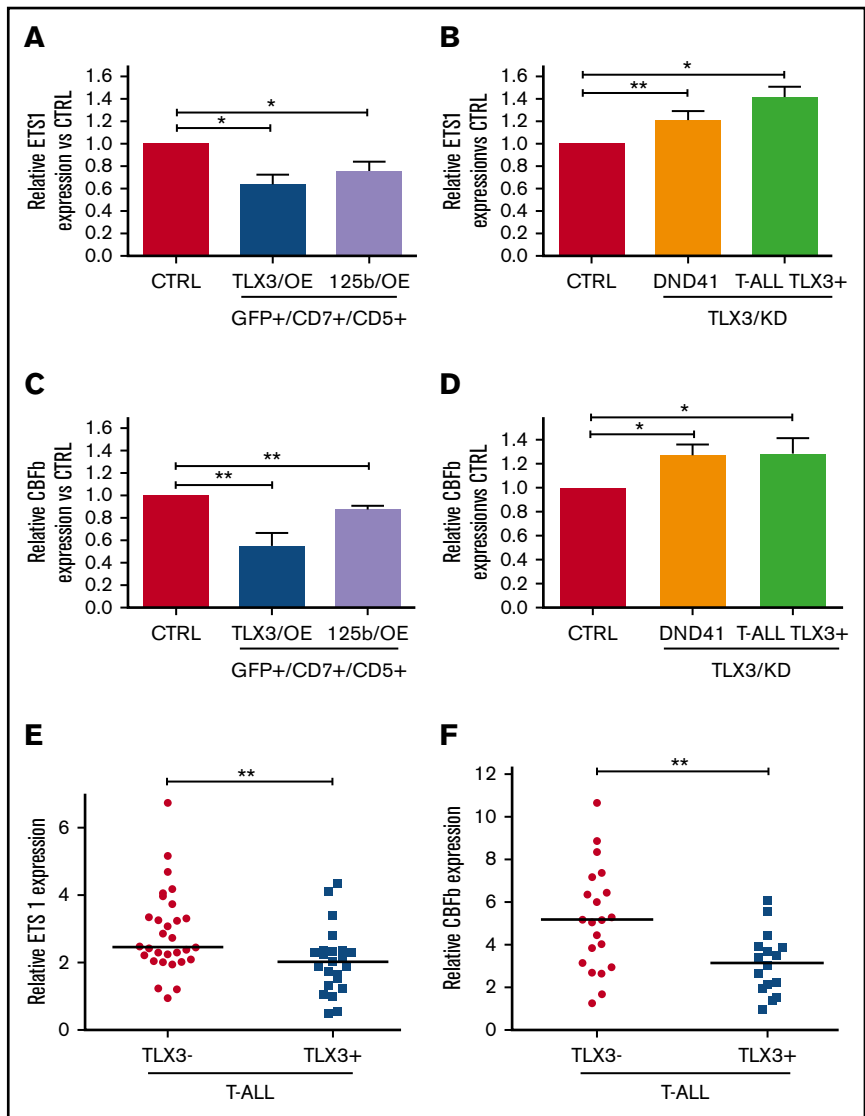 A
Relative ETS1
expression vs CTRL
1.6
1.4
1.2
1.0
0.8
0.6
0.4
0.2
0.0
*
*
CTRL
TLX3/OE
125b/OE
GFP+/CD7+/CD5+
B
Relative ETS1
expressionvs CTRL
1.6
1.4
1.2
1.0
0.8
0.6
0.4
0.2
0.0
*
**
CTRL
DND41
T-ALL TLX3+
TLX3/KD
C
Relative CBFb
expression vs CTRL
1.6
1.4
1.2
1.0
0.8
0.6
0.4
0.2
0.0
**
**
CTRL
TLX3/OE
125b/OE
GFP+/CD7+/CD5+
D
Relative CBFb
expressionvs CTRL
1.4
1.2
1.0
0.8
0.6
0.4
0.2
0.0
*
*
CTRL
DND41
T-ALL TLX3+
TLX3/KD
E
Relative ETS 1 expression
6
4
2
0
**
TLX3-
TLX3+
T-ALL
F
Relative CBFb expression
12
10
8
6
4
2
0
**
TLX3-
TLX3+
T-ALL